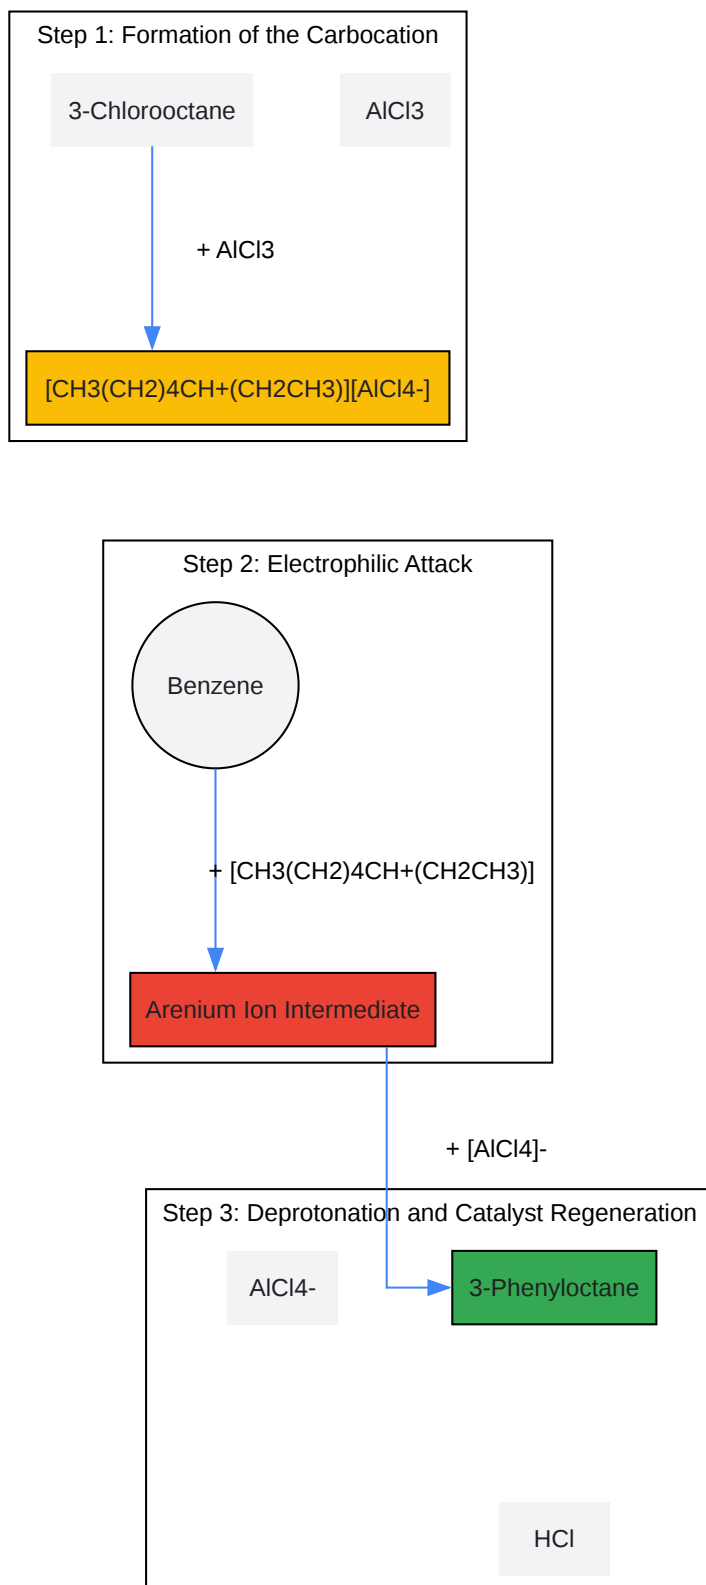 Step 1: Formation of the Carbocation
3-Chlorooctane
AlCl3
+ AlCl3
[CH3(CH2)4CH+(CH2CH3)][AlCl4-]
Step 2: Electrophilic Attack
Benzene
+ [CH3(CH2)4CH+(CH2CH3)]
Arenium Ion Intermediate
+ [AlCl4]-
Step 3: Deprotonation and Catalyst Regeneration
AlCl4-
3-Phenyloctane
HCl